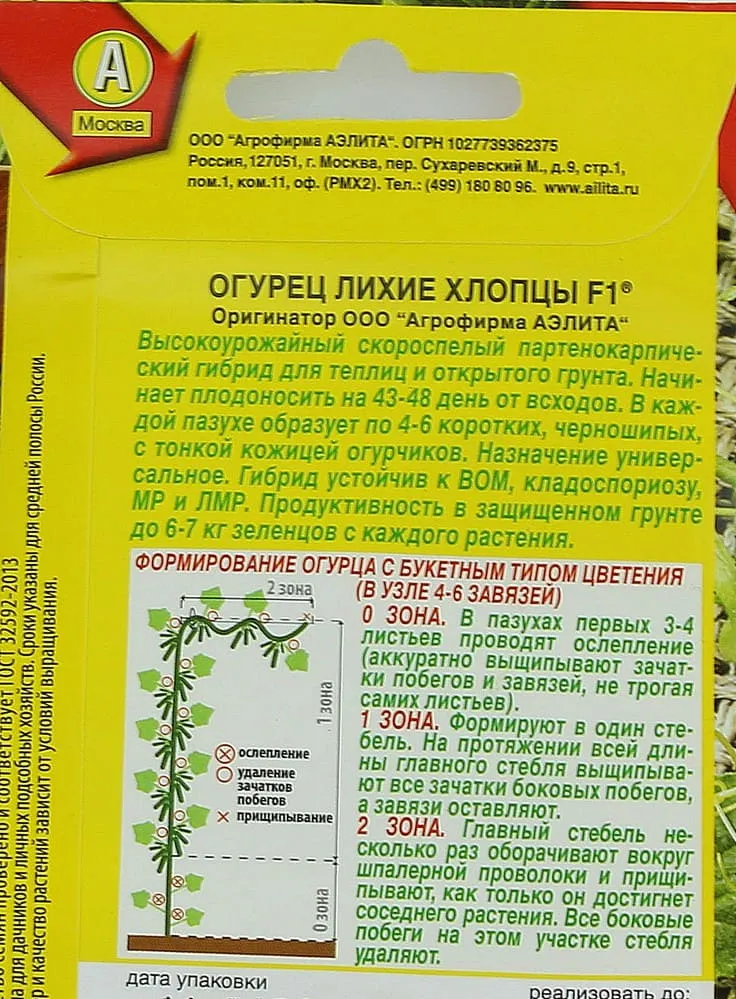 А
Москва
ООО “Агрофирма АЭЛИТА“. ОГРН 1027739362375
Россия,127051, г. Москва, пер. Сухаревский М., д.9, стр.1,
пом.1, ком.11, оф. (РМХ2). Тел.: (499) 180 80 96. www.ailita.ru
ОГУРЕЦ ЛИХИЕ ХЛОПЦЫ F1®
Оригинатор ООО “Агрофирма АЭЛИТА“
Высокоурожайный скороспелый партенокарпиче-
ский гибрид для теплиц и открытого грунта. Начи-
нает плодоносить на 43-48 день от всходов. В каж-
дой пазухе образует по 4-6 коротких, черношипых,
с тонкой кожицей огурчиков. Назначение универ-
сальное. Гибрид устойчив к ВОМ, кладоспориозу,
МР и ЛМР. Продуктивность в защищенном грунте
до 6-7 кг зеленцов с каждого растения.
ФОРМИРОВАНИЕ ОГУРЦА С БУКЕТНЫМ ТИПОМ ЦВЕТЕНИЯ
(В УЗЛЕ 4-6 ЗАВЯЗЕЙ)
2 зона
1 зона
0 зона
ослепление
удаление
зачатков
побегов
прищипывание
0 ЗОНА. В пазухах первых 3-4
листьев проводят ослепление
(аккуратно выщипывают зачат-
ки побегов и завязей, не трогая
самих листьев).
1 ЗОНА. Формируют в один сте-
бель. На протяжении всей дли-
ны главного стебля выщипыва-
ют все зачатки боковых побегов,
а завязи оставляют.
2 ЗОНА. Главный стебель не-
сколько раз оборачивают вокруг
шпалерной проволоки и прищи-
пывают, как только он достигнет
соседнего растения. Все боковые
побеги на этом участке стебля
удаляют.
дата упаковки
реализовать до:
семян проверено и соответствует ГОСТ 32592-2013
для дачников и личных подсобных хозяйств. Сроки указаны для средней полосы России.
и качество растений зависит от условий выращивания.